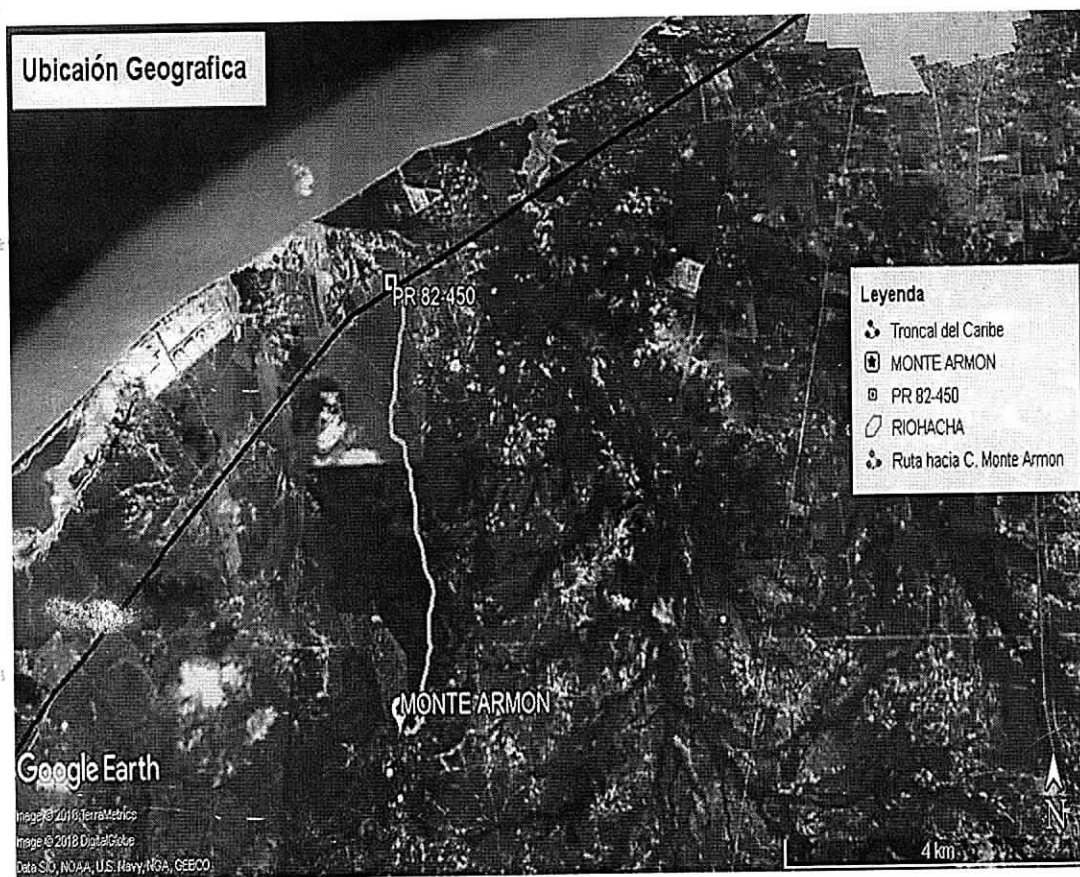 Ubicaión Geografica
PR 82-450
Leyenda
Troncal del Caribe
MONTE ARMON
PR 82-450
RIOHACHA
Ruta hacia C. Monte Armon
MONTE ARMON
Google Earth
Image © 2018 TerraMetrics
Image © 2018 DigitalGlobe
Data SIO, NOAA, U.S. Navy, NGA, GEBCO
N
4 km